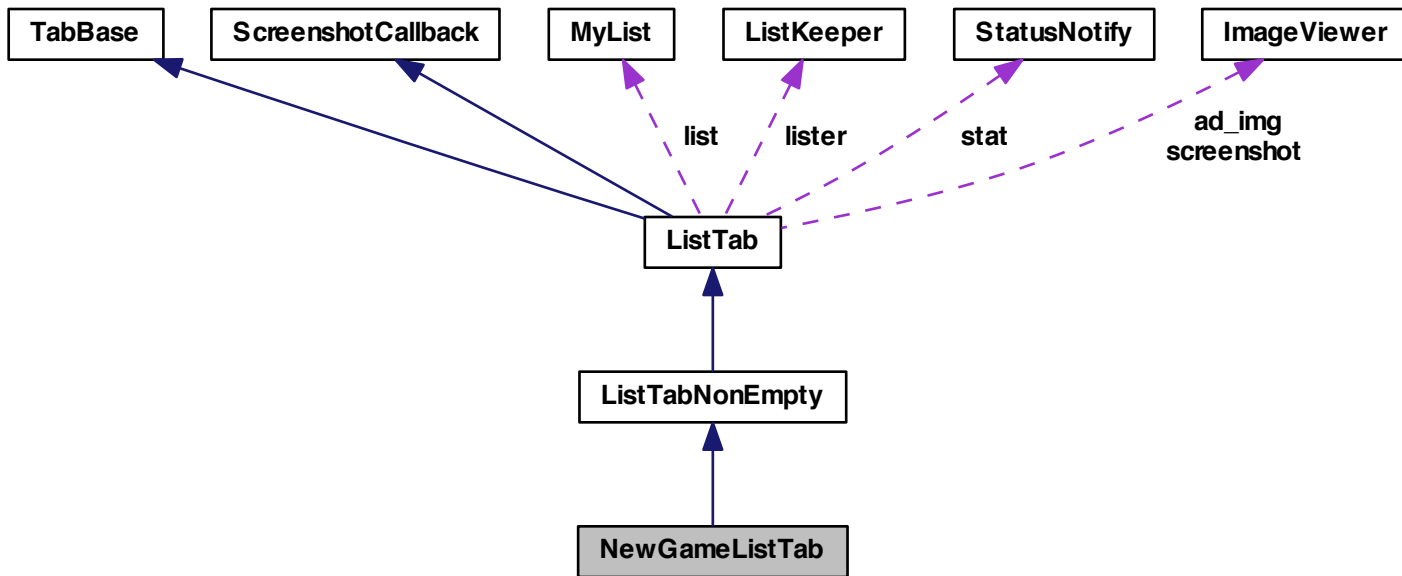 TabBase
ScreenshotCallback
MyList
ListKeeper
StatusNotify
ImageViewer
list
lister
stat
ad_img
screenshot
ListTab
ListTabNonEmpty
NewGameListTab